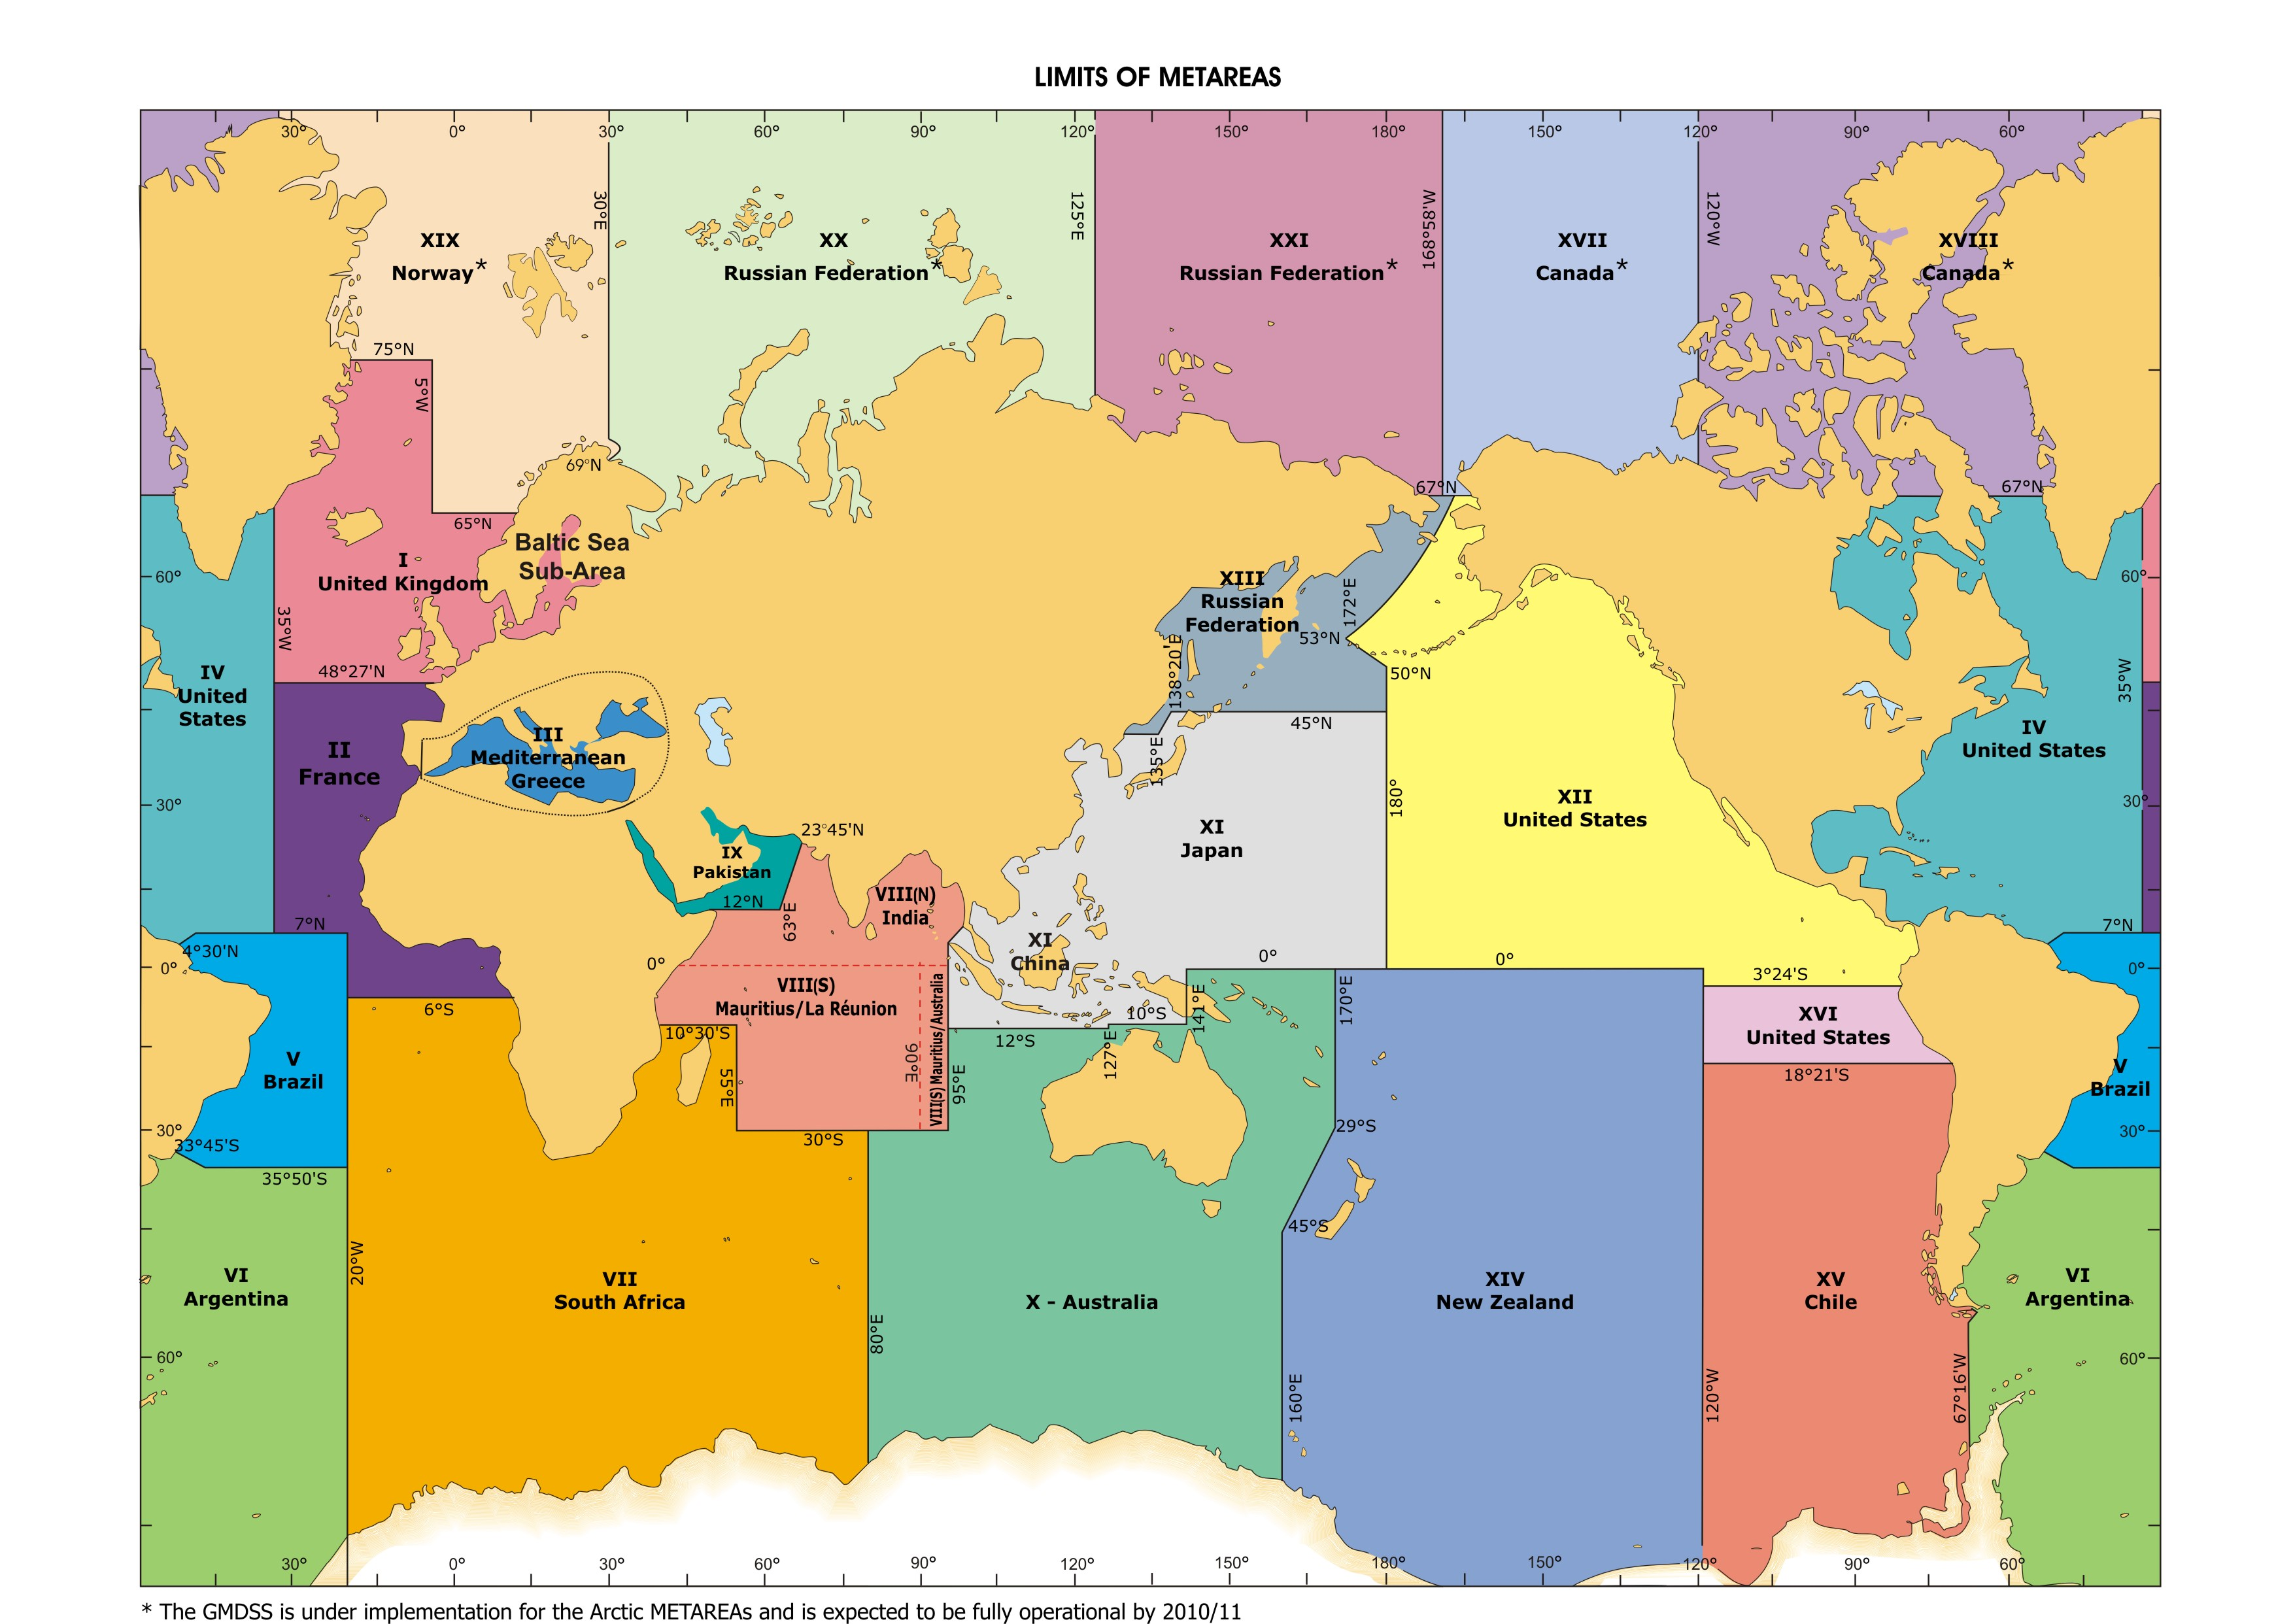 LIMITS OF METAREAS
30°
0°
30°
60°
90°
120°
150°
180°
150°
120°
90°
60°
30°E
125°E
168°58'W
120°W
XIX
Norway*
XX
Russian Federation*
XXI
Russian Federation*
XVII
Canada*
XVIII
Canada*
75°N
5°W
69°N
65°N
67°N
67°N
Baltic Sea
Sub-Area
I
United Kingdom
60°
60°
35°W
48°27'N
XIII
Russian
Federation
172°E
53°N
138°20'E
50°N
45°N
135°E
IV
United
States
35°W
IV
United States
II
France
III
Mediterranean
Greece
180°
XII
United States
XI
Japan
30°
30°
23°45'N
IX
Pakistan
12°N
63°E
VIII(N)
India
7°N
7°N
4°30'N
0°
0°
XI
China
0°
0°
0°
3°24'S
VIII(S)
Mauritius/La Réunion
VIII(S) Mauritius/Australia
6°S
10°30'S
55°E
90°E
95°E
12°S
127°E
10°S
141°E
170°E
XVI
United States
18°21'S
V
Brazil
V
Brazil
30°
30°
33°45'S
35°50'S
30°S
29°S
45°S
20°W
VI
Argentina
VII
South Africa
X - Australia
XIV
New Zealand
XV
Chile
VI
Argentina
60°
60°
80°E
160°E
120°W
67°16'W
30°
0°
30°
60°
90°
120°
150°
180°
150°
120°
90°
60°
* The GMDSS is under implementation for the Arctic METAREAs and is expected to be fully operational by 2010/11